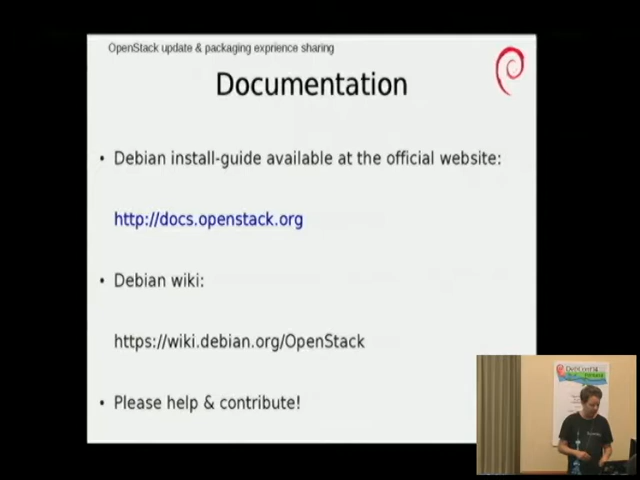 OpenStack update & packaging exprience sharing
Documentation
• Debian install-guide available at the official website:
http://docs.openstack.org
• Debian wiki:
https://wiki.debian.org/OpenStack
• Please help & contribute!
DebConf14